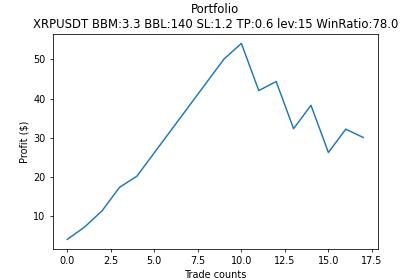 Portfolio
XRPUSDT BBM:3.3 BBL:140 SL:1.2 TP:0.6 lev:15 WinRatio:78.0
50
40
30
20
10
Profit ($)
0.0 2.5 5.0 7.5 10.0 12.5 15.0 17.5
Trade counts